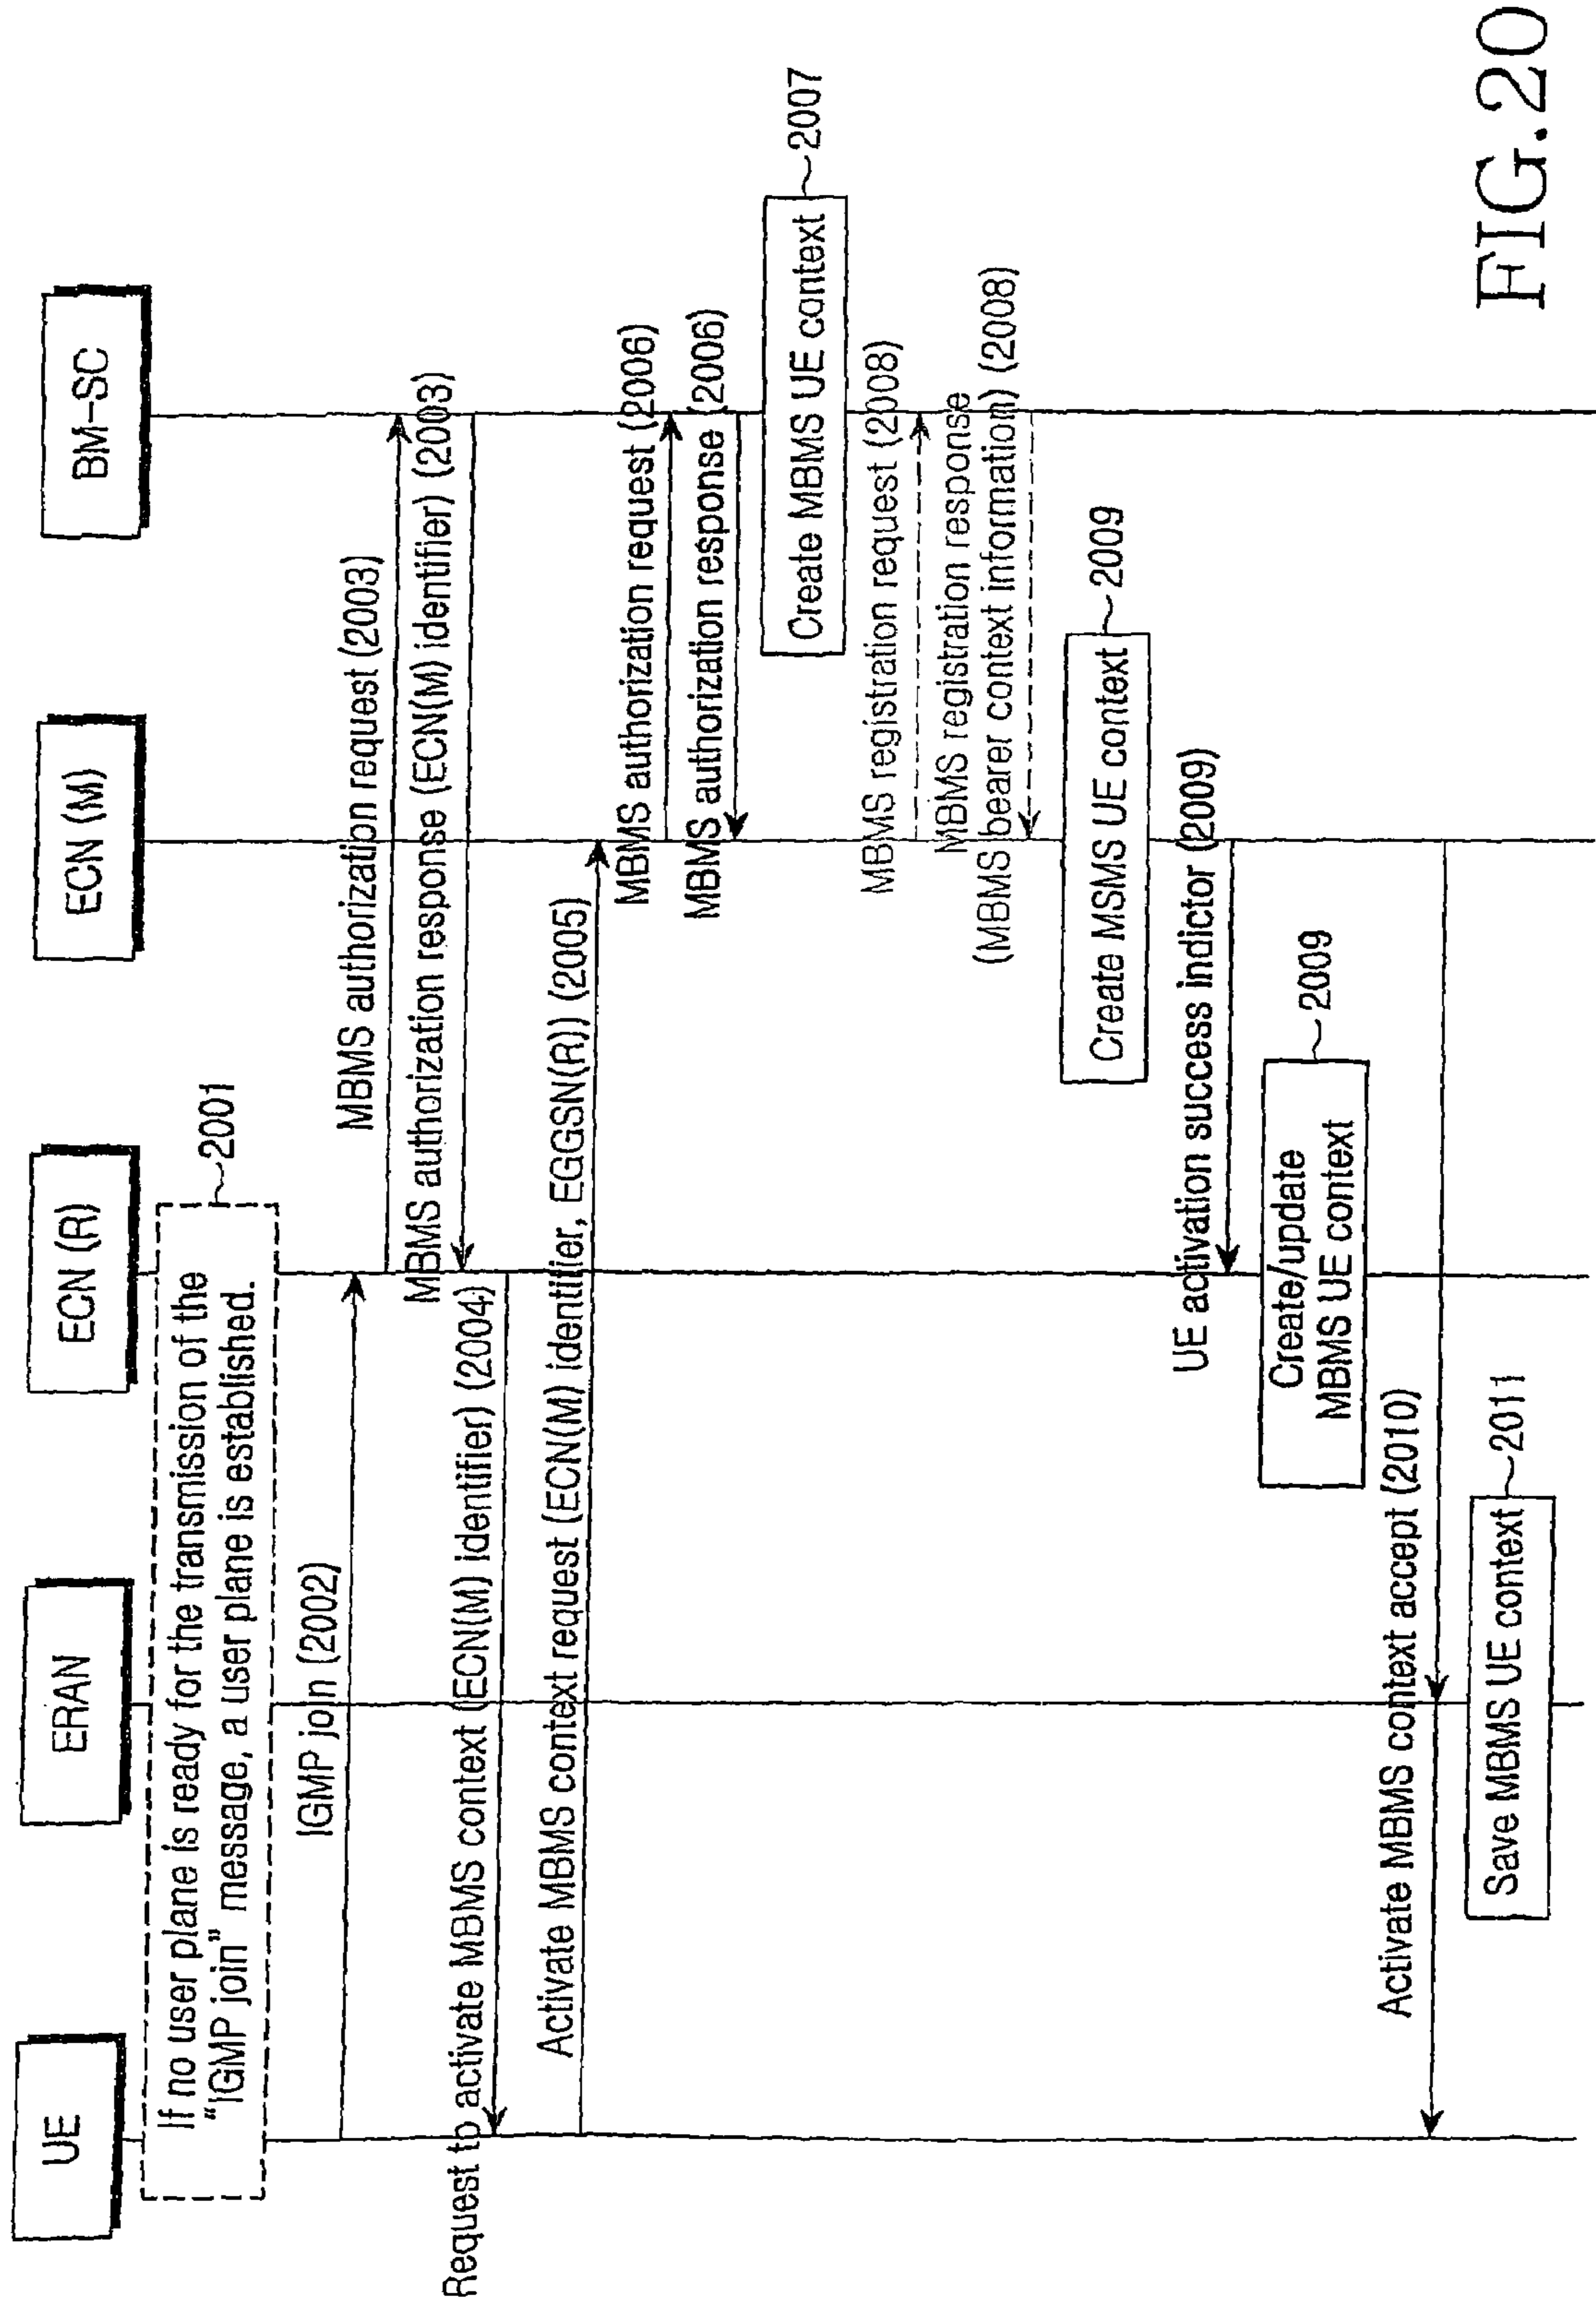 UE
ERAN
ECN (R)
ECN (M)
BM-SC
If no user plane is ready for the transmission of the
“IGMP join” message, a user plane is established.
2001
IGMP join (2002)
MBMS authorization request (2003)
MBMS authorization response (ECN(M) identifier) (2003)
Request to activate MBMS context (ECN(M) identifier) (2004)
Activate MBMS context request (ECN(M) identifier, EGGSN(R)) (2005)
MBMS authorization request (2006)
MBMS authorization response (2006)
Create MBMS UE context
2007
MBMS registration request (2008)
MBMS registration response
(MBMS bearer context information) (2008)
Create MSMS UE context
2009
UE activation success indictor (2009)
Create/update
MBMS UE context
2009
Activate MBMS context accept (2010)
Save MBMS UE context
2011
FIG.20